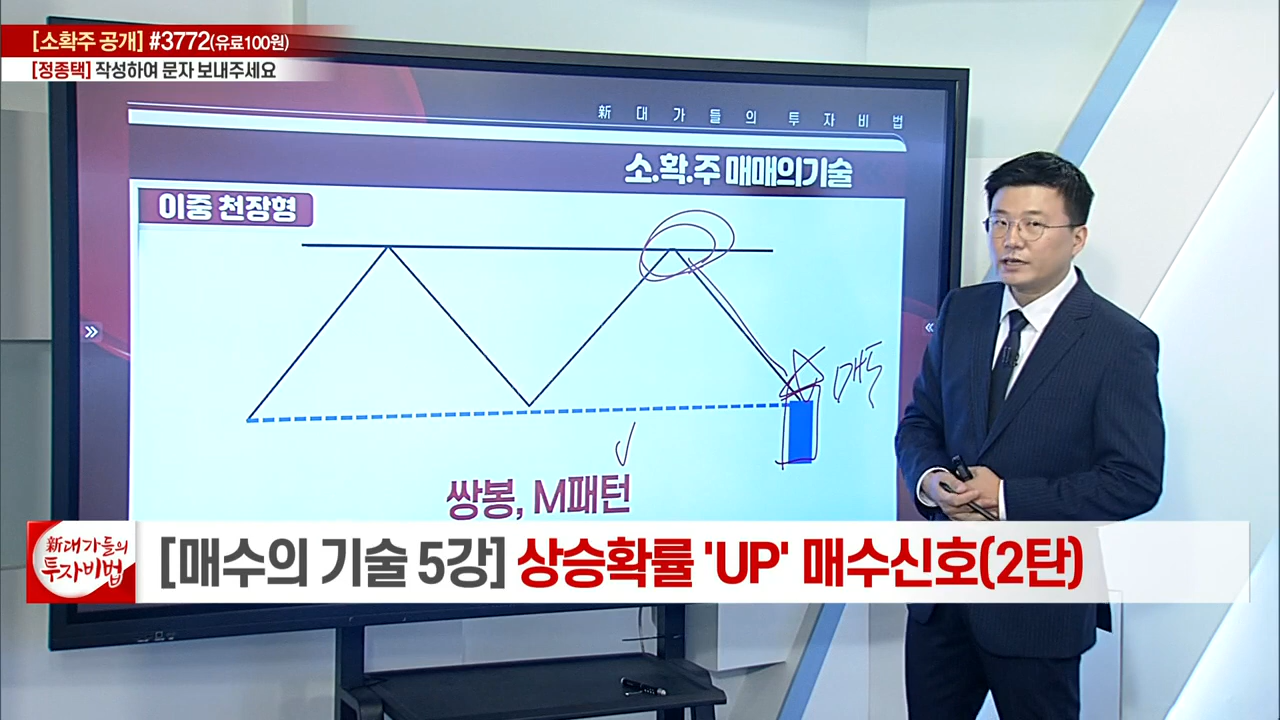 [소확주 공개] #3772(유료100원)
[정종택] 작성하여 문자 보내주세요
新 대가들의 투자비법
소.확.주 매매의기술
이중 천장형
쌍봉, M패턴
新대가들의
투자비법
[매수의 기술 5강] 상승확률 'UP' 매수신호(2탄)